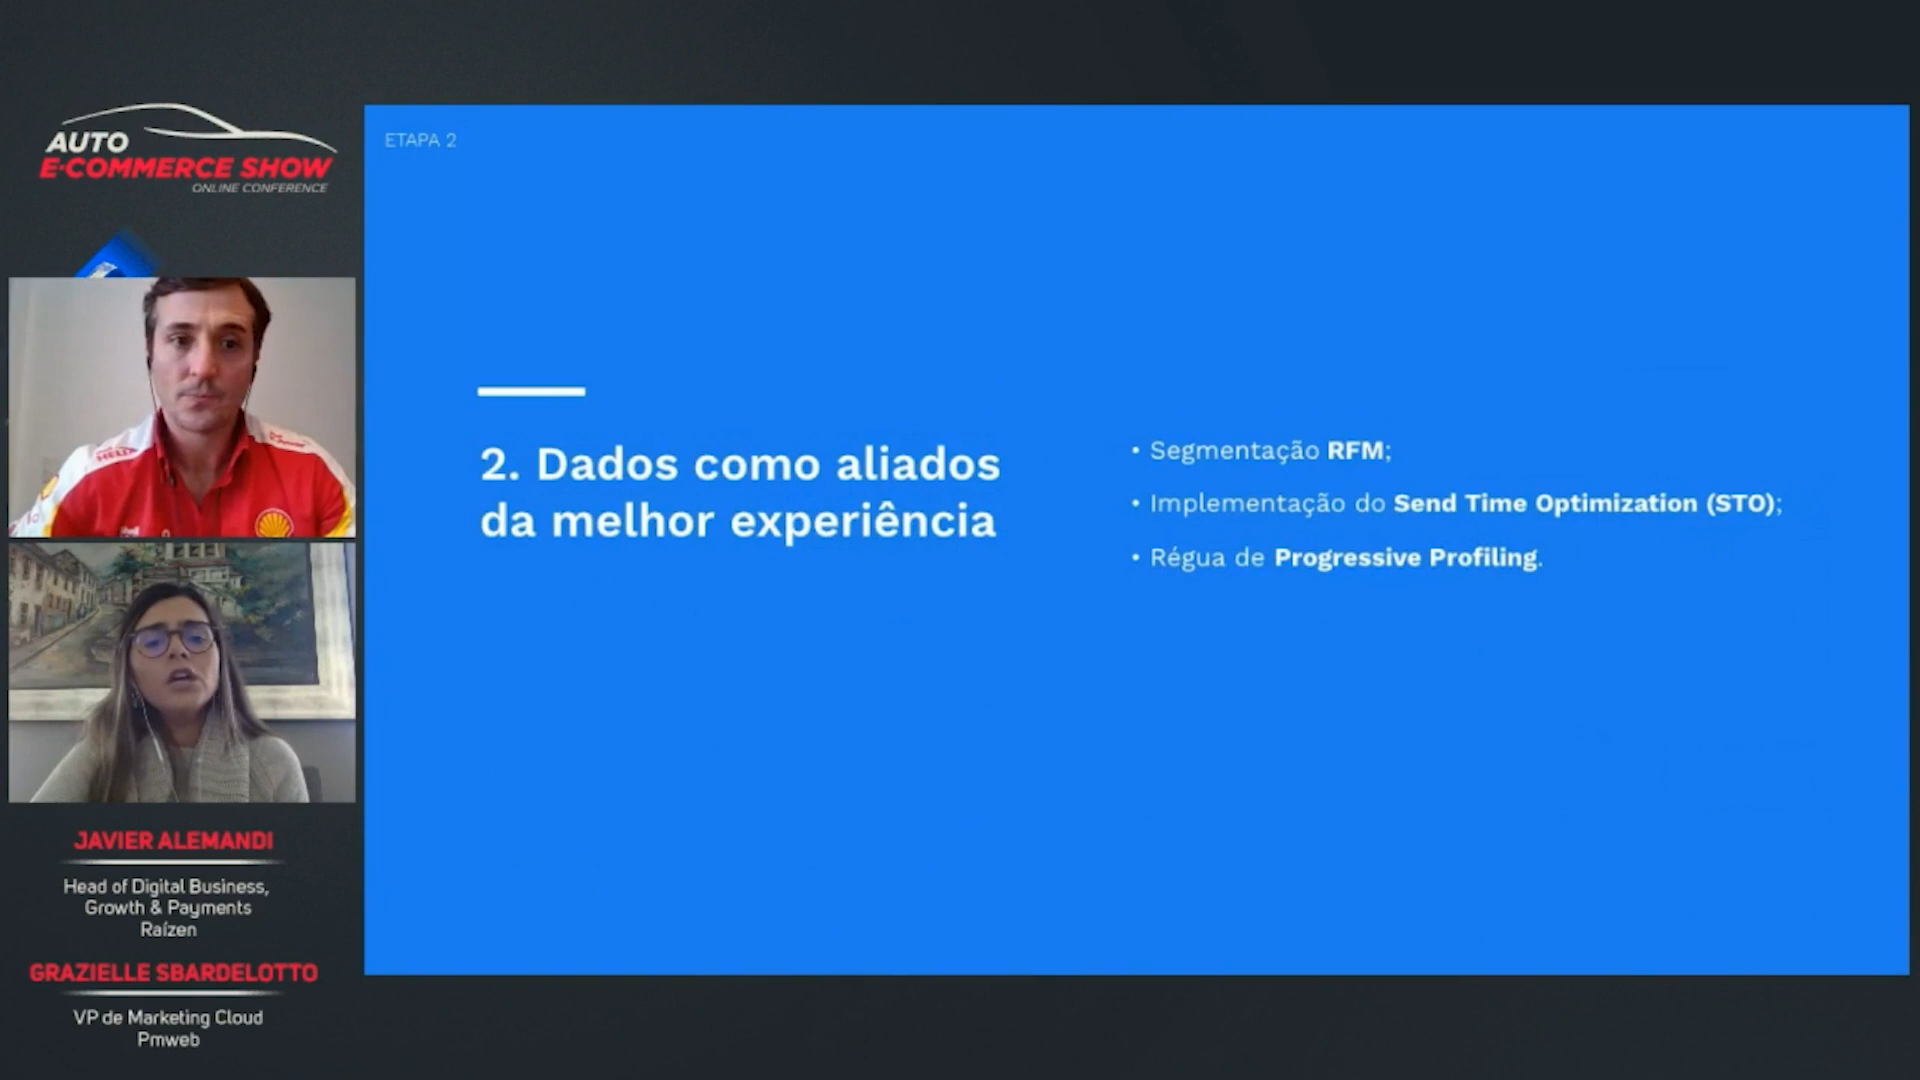 AUTO
E-COMMERCE SHOW
ONLINE CONFERENCE
ETAPA 2
2. Dados como aliados
da melhor experiência
• Segmentação RFM;
• Implementação do Send Time Optimization (STO);
• Régua de Progressive Profiling.
JAVIER ALEMANDI
Head of Digital Business,
Growth & Payments
Raízen
GRAZIELLE SBARDELOTTO
VP de Marketing Cloud
Pmweb